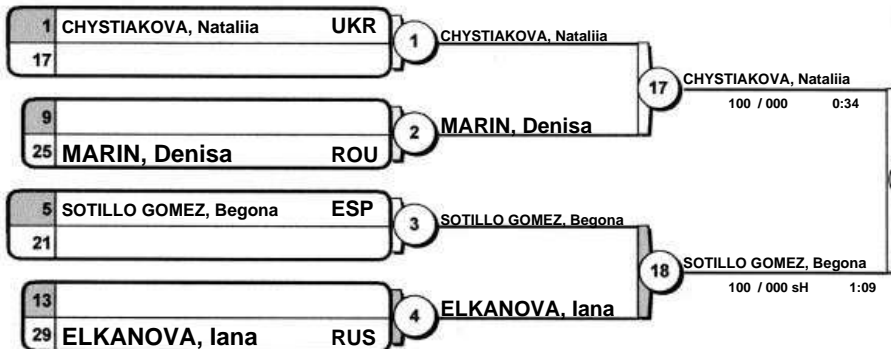 1 CHYSTIAKOVA, Nataliia UKR
17
1 CHYSTIAKOVA, Nataliia
17 CHYSTIAKOVA, Nataliia
100 / 000 0:34
9
25 MARIN, Denisa ROU
2 MARIN, Denisa
5 SOTILLO GOMEZ, Begona ESP
21
3 SOTILLO GOMEZ, Begona
18 SOTILLO GOMEZ, Begona
100 / 000 sH 1:09
13
29 ELKANOVA, Iana RUS
4 ELKANOVA, Iana